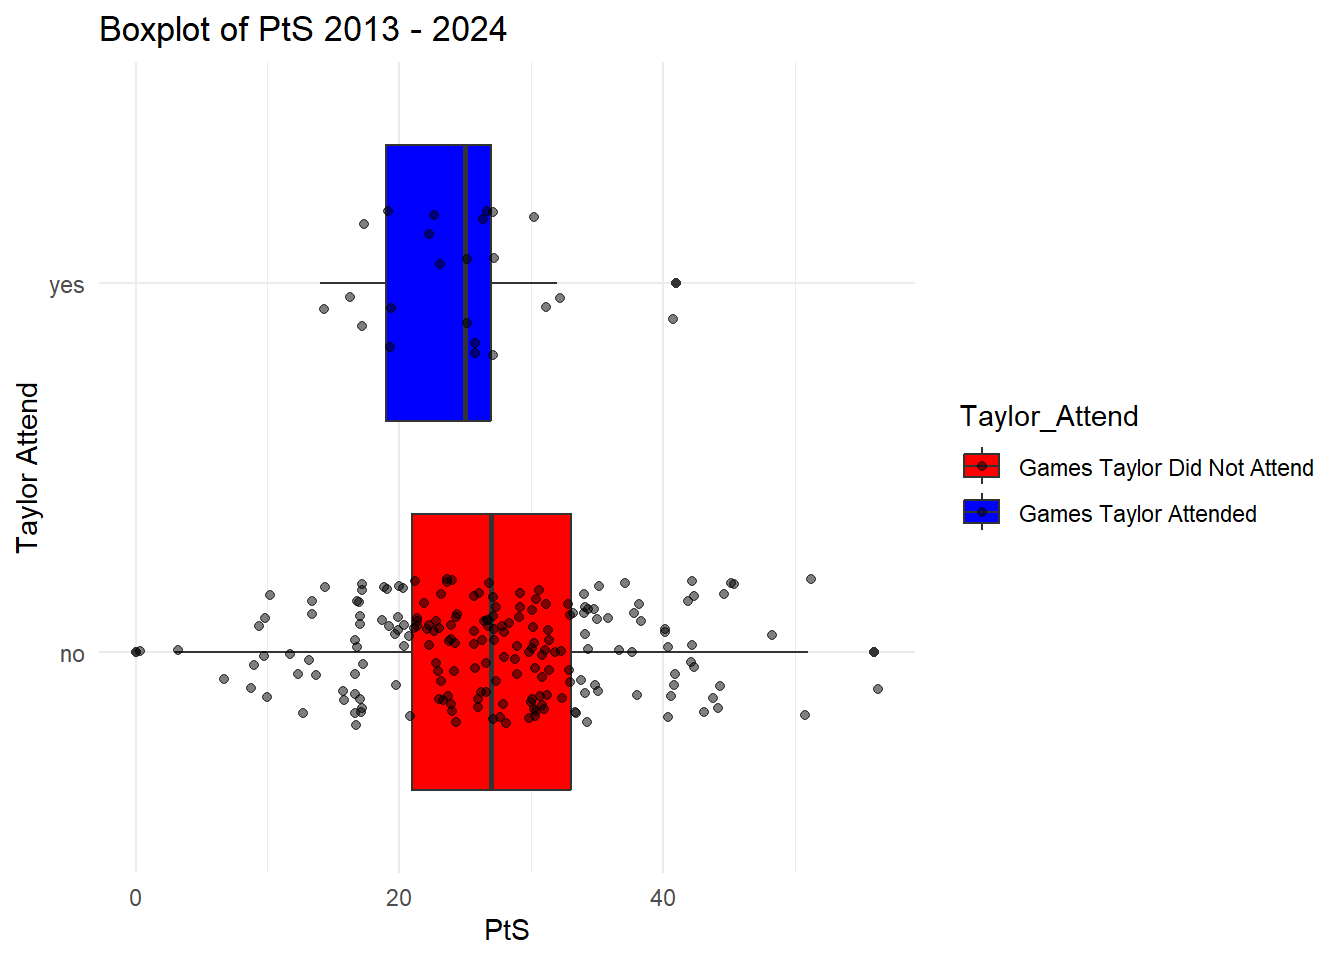 Boxplot of PtS 2013 - 2024
yes
no
Taylor Attend
0
20
40
PtS
Taylor_Attend
Games Taylor Did Not Attend
Games Taylor Attended